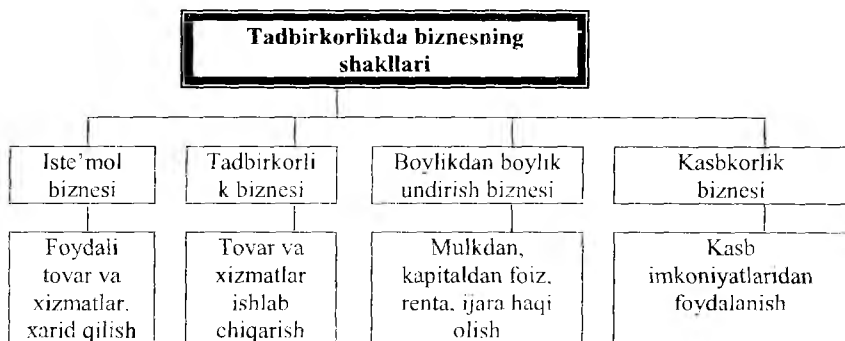 Tadbirkorlikda biznesning
shakllari
Iste’mol
biznesi
Tadbirkorli
k biznesi
Boylikdan boylik
undirish biznesi
Kasbkorlik
biznesi
Foydali
tovar va
xizmatlar.
xarid qilish
Tovar va
xizmatlar
ishlab
chiqarish
Mulkdan,
kapitaldan foiz,
renta, ijara haqi
olish
Kasb
imkoniyatlaridan
foydalanish